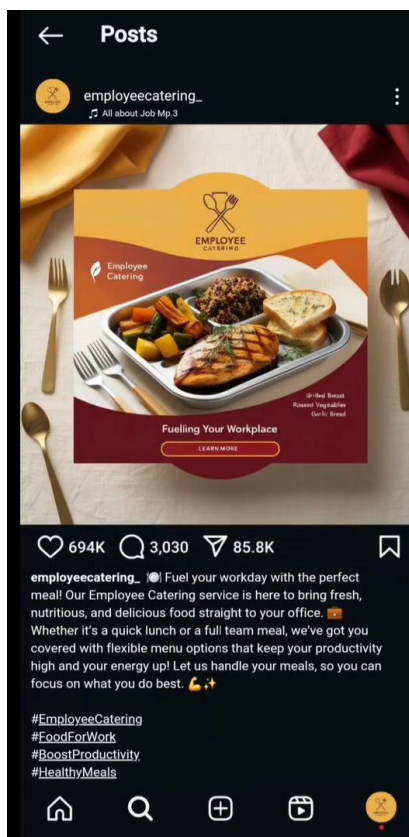 Posts
employeecatering_
All about Job Mp.3
EMPLOYEE
CATERING
Employee
Catering
Roasst Vegetables
Garlic Bread
Fueling Your Workplace
LEARN MORE
694K 3,030 85.8K
employeecatering_ 🍽️ Fuel your workday with the perfect
meal! Our Employee Catering service is here to bring fresh,
nutritious, and delicious food straight to your office. 💼
Whether it's a quick lunch or a full team meal, we've got you
covered with flexible menu options that keep your productivity
high and your energy up! Let us handle your meals, so you can
focus on what you do best. 💪✨
#EmployeeCatering
#FoodForWork
#BoostProductivity
#HealthyMeals